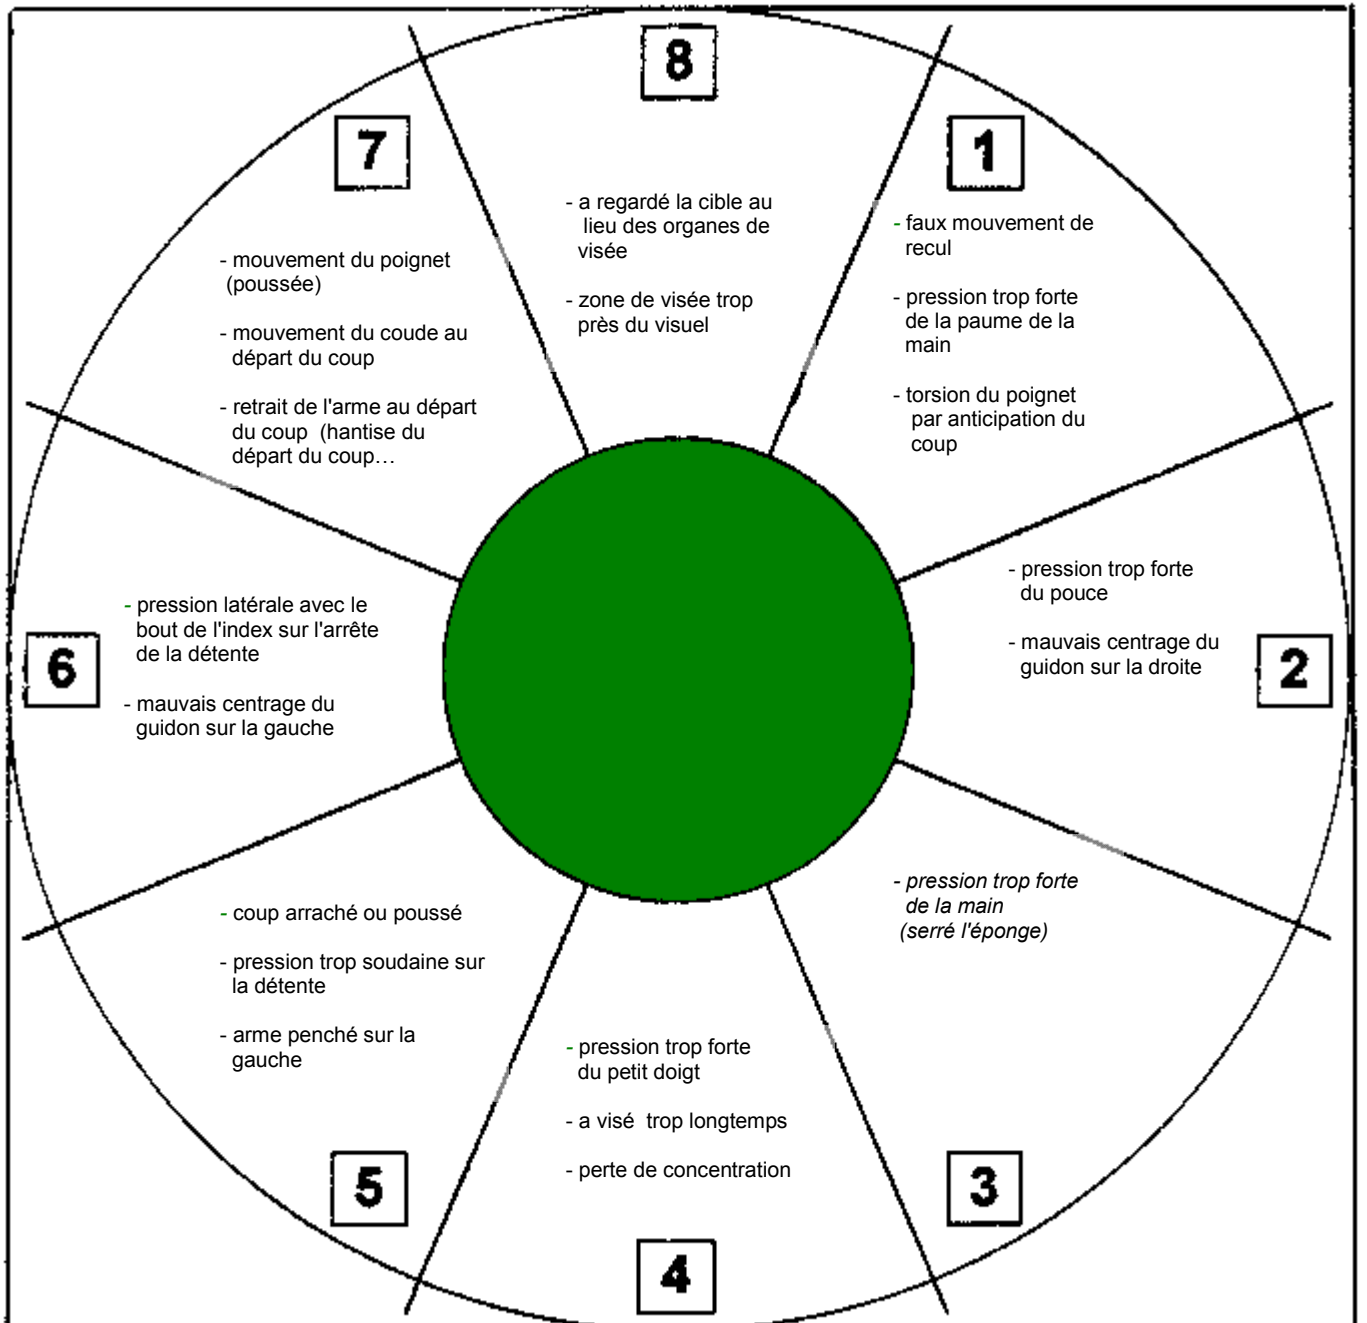 8
- a regardé la cible au
lieu des organes de
visée
- zone de visée trop
près du visuel
1
- faux mouvement de
recul
- pression trop forte
de la paume de la
main
- torsion du poignet
par anticipation du
coup
2
- pression trop forte
du pouce
- mauvais centrage du
guidon sur la droite
3
- pression trop forte
de la main
(serré l'éponge)
4
- pression trop forte
du petit doigt
- a visé trop longtemps
- perte de concentration
5
- coup arraché ou poussé
- pression trop soudaine sur
la détente
- arme penché sur la
gauche
6
- pression latérale avec le
bout de l'index sur l'arrête
de la détente
- mauvais centrage du
guidon sur la gauche
7
- mouvement du poignet
(poussée)
- mouvement du coude au
départ du coup
- retrait de l'arme au départ
du coup (hantise du
départ du coup…